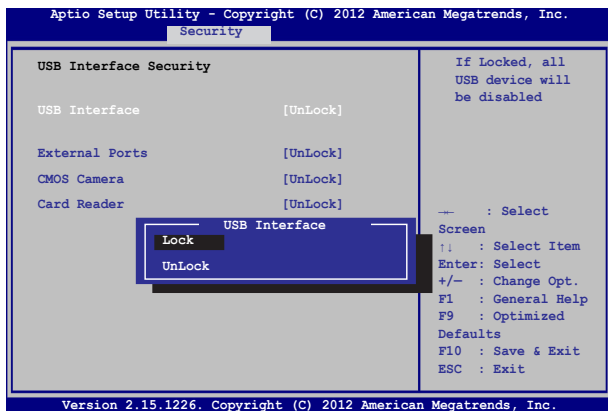 Aptio Setup Utility - Copyright (C) 2012 American Megatrends, Inc.
Security
USB Interface Security
USB Interface [UnLock]
External Ports [UnLock]
CMOS Camera [UnLock]
Card Reader [UnLock]
USB Interface
Lock
UnLock
If Locked, all
USB device will
be disabled
→← : Select
Screen
↑↓ : Select Item
Enter: Select
+/— : Change Opt.
F1 : General Help
F9 : Optimized
Defaults
F10 : Save & Exit
ESC : Exit
Version 2.15.1226. Copyright (C) 2012 American Megatrends, Inc.